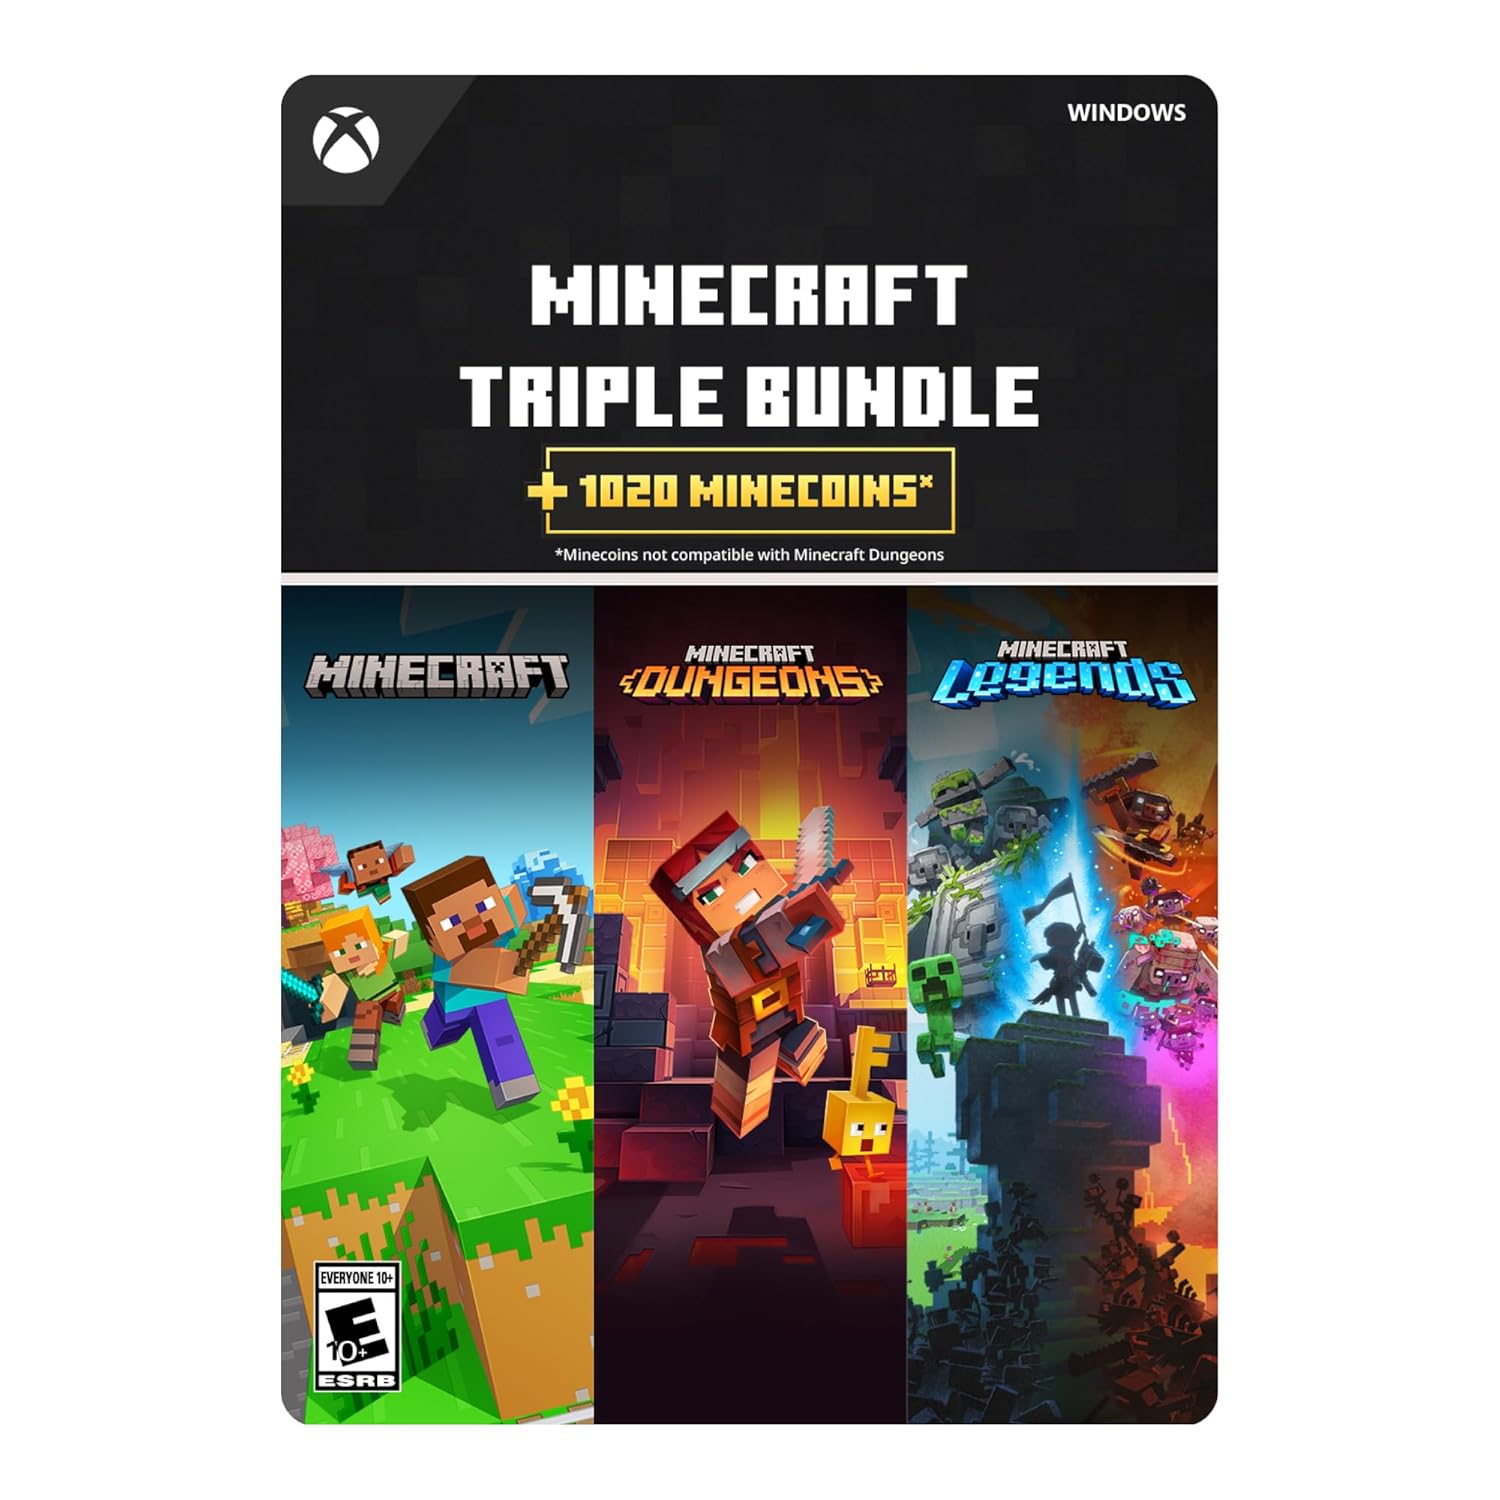 WINDOWS
MINECRAFT
TRIPLE BUNDLE
+ 1020 MINECOINS*
*Minecoins not compatible with Minecraft Dungeons
MINECRAFT
MINECRAFT
DUNGEONS
MINECRAFT
Legends
EVERYONE 10+
E
10+
ESRB